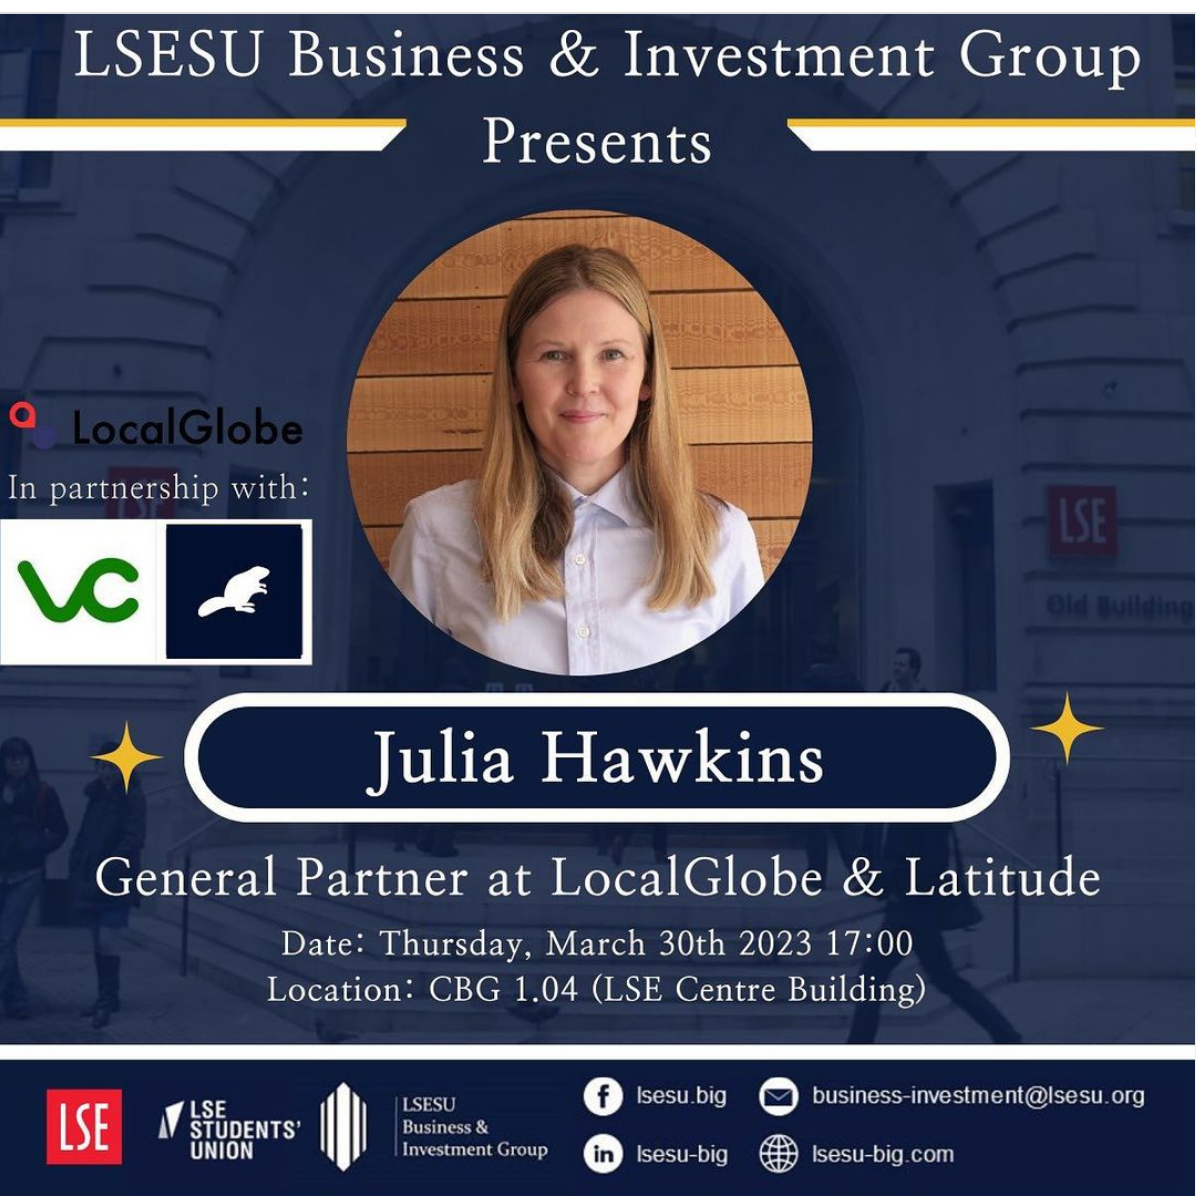 LSESU Business & Investment Group
Presents
LocalGlobe
In partnership with:
VC
LSE
LSE
Old Building
Julia Hawkins
General Partner at LocalGlobe & Latitude
Date: Thursday, March 30th 2023 17:00
Location: CBG 1.04 (LSE Centre Building)
LSE
LSE
STUDENTS'
UNION
LSESU
Business &
Investment Group
lsesu.big
business-investment@lsesu.org
lsesu-big
lsesu-big.com